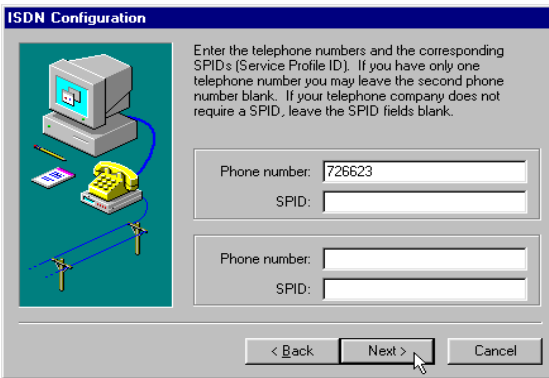 ISDN Configuration
Enter the telephone numbers and the corresponding
SPIDs (Service Profile ID). If you have only one
telephone number you may leave the second phone
number blank. If your telephone company does not
require a SPID, leave the SPID fields blank.
Phone number: 726623
SPID:
Phone number:
SPID:
< Back Next > Cancel